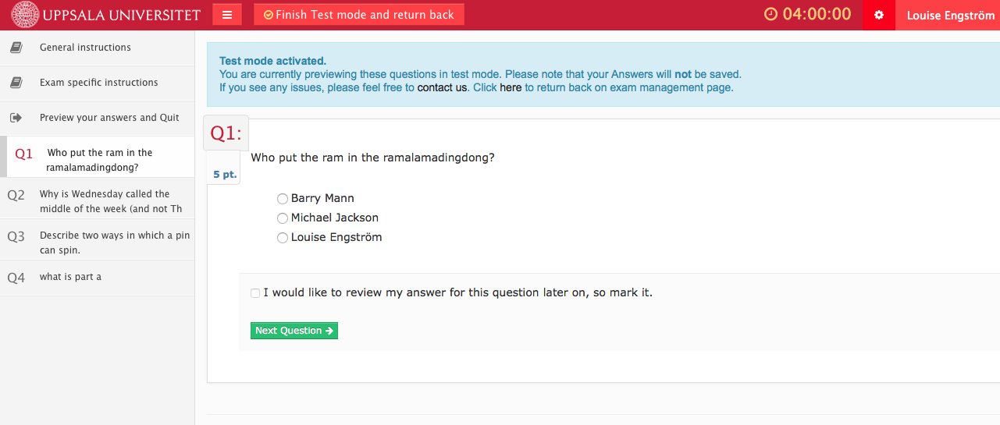 UPPSALA UNIVERSITET
Finish Test mode and return back
04:00:00
Louise Engström
General instructions
Exam specific instructions
Preview your answers and Quit
Q1 Who put the ram in the
ramalamadingdong?
Q2 Why is Wednesday called the
middle of the week (and not Th
Q3 Describe two ways in which a pin
can spin.
Q4 what is part a
Test mode activated.
You are currently previewing these questions in test mode. Please note that your Answers will not be saved.
If you see any issues, please feel free to contact us. Click here to return back on exam management page.
Q1:
5 pt.
Who put the ram in the ramalamadingdong?
Barry Mann
Michael Jackson
Louise Engström
I would like to review my answer for this question later on, so mark it.
Next Question